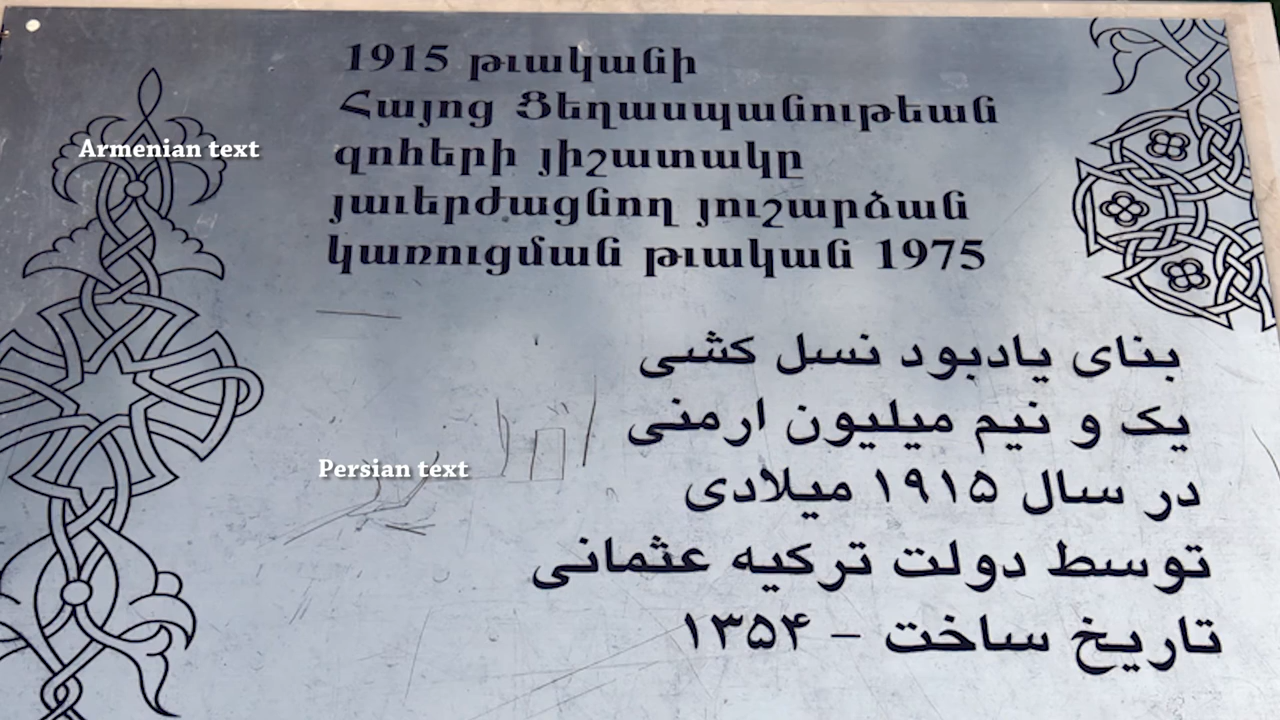 1915 թւականի
Հայոց Ցեղասպանութեան
զոհերի յիշատակը
յաւերժացնող յուշարձան
կառուցման թւական 1975
Armenian text
بنای یادبود نسل کشی
یک و نیم میلیون ارمنی
در سال ۱۹۱۵ میلادی
Persian text
توسط دولت ترکیه عثمانی
تاریخ ساخت – ۱۳۵۴